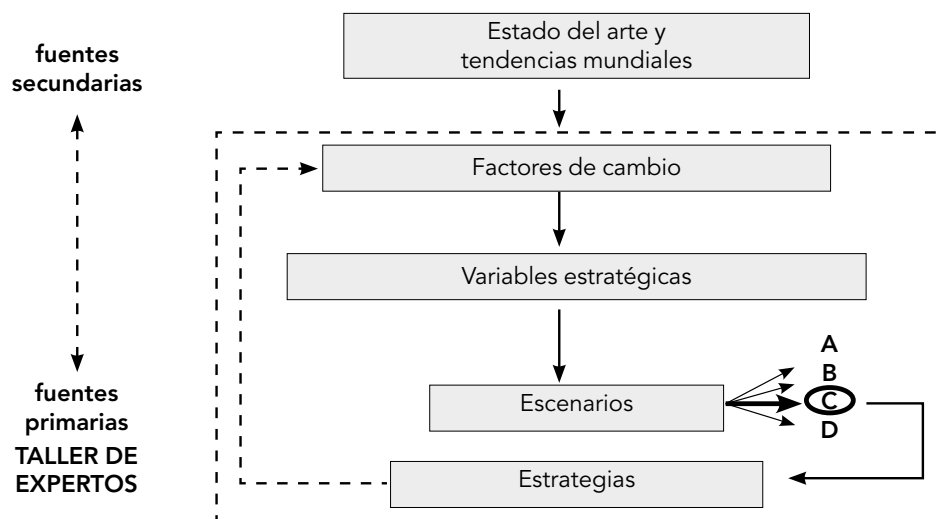 Estado del arte y
tendencias mundiales
fuentes
secundarias
Factores de cambio
Variables estratégicas
Escenarios
A
B
C
D
fuentes
primarias
TALLER DE
EXPERTOS
Estrategias